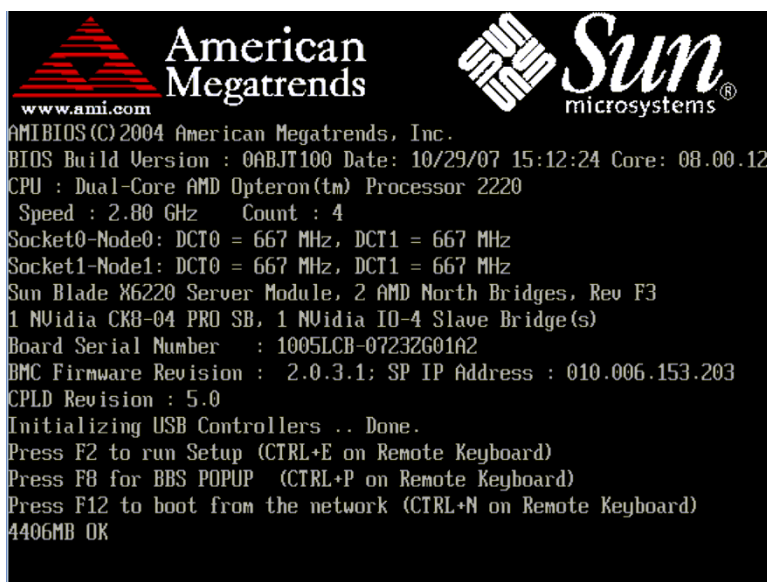 American
Megatrends
www.ami.com
Sun®
microsystems
AMIBIOS(C)2004 American Megatrends, Inc.
BIOS Build Version : 0ABJT100 Date: 10/29/07 15:12:24 Core: 08.00.12
CPU : Dual-Core AMD Opteron(tm) Processor 2220
Speed : 2.80 GHz    Count : 4
Socket0-Node0: DCT0 = 667 MHz, DCT1 = 667 MHz
Socket1-Node1: DCT0 = 667 MHz, DCT1 = 667 MHz
Sun Blade X6220 Server Module, 2 AMD North Bridges, Rev F3
1 NVidia CK8-04 PRO SB, 1 NVidia IO-4 Slave Bridge(s)
Board Serial Number   : 1005LCB-0723ZG01A2
BMC Firmware Revision :  2.0.3.1; SP IP Address : 010.006.153.203
CPLD Revision : 5.0
Initializing USB Controllers .. Done.
Press F2 to run Setup (CTRL+E on Remote Keyboard)
Press F8 for BBS POPUP  (CTRL+P on Remote Keyboard)
Press F12 to boot from the network (CTRL+N on Remote Keyboard)
4406MB OK